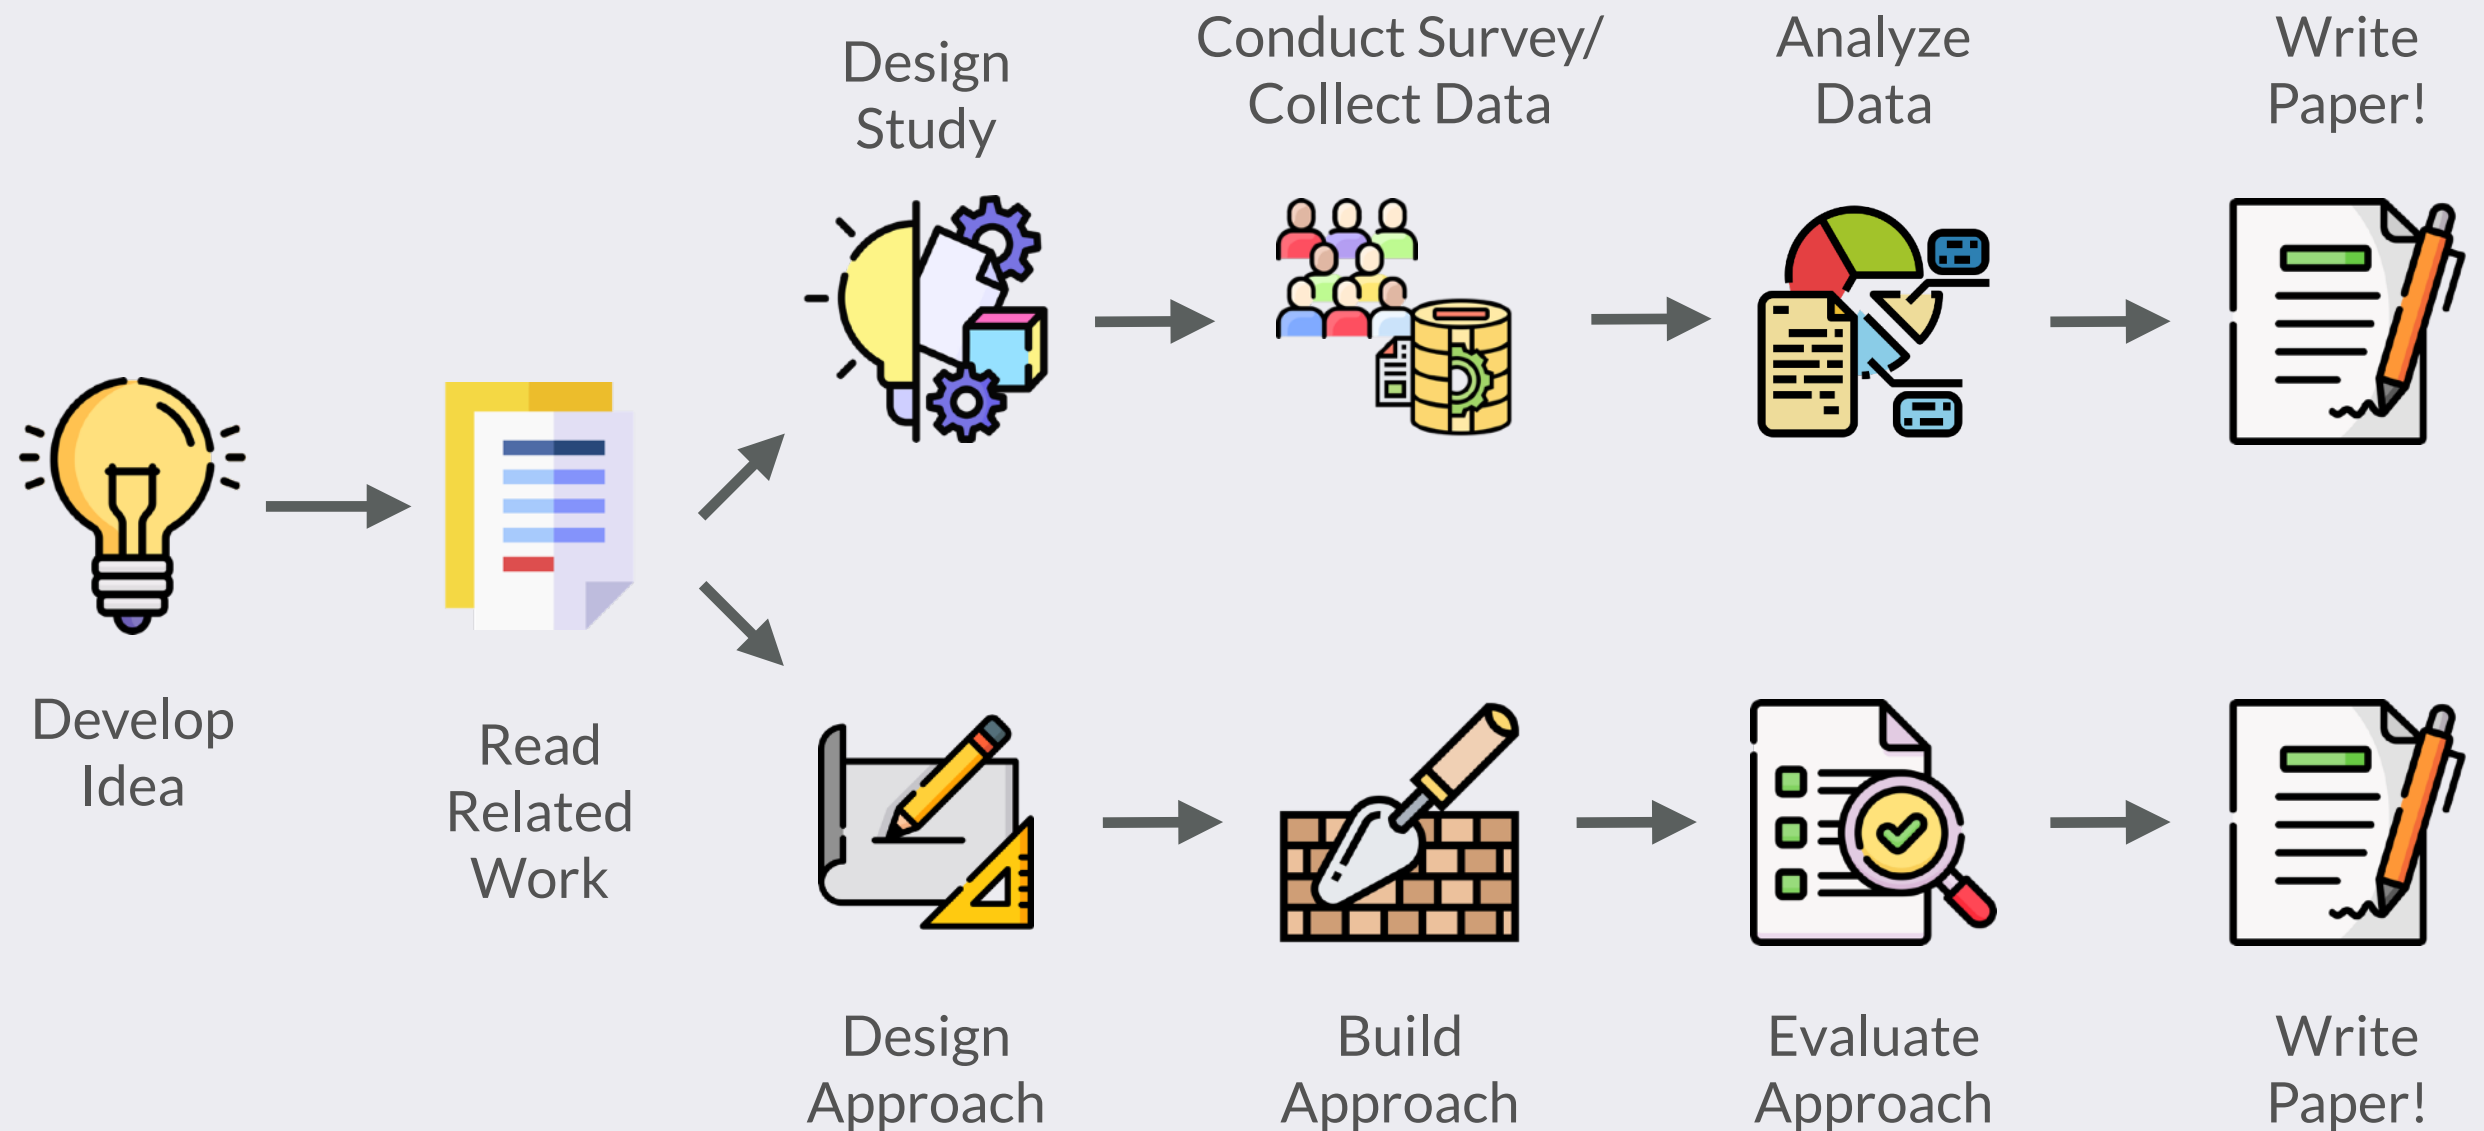 Develop
Idea
Read
Related
Work
Design
Study
Conduct Survey/
Collect Data
Analyze
Data
Write
Paper!
Design
Approach
Build
Approach
Evaluate
Approach
Write
Paper!